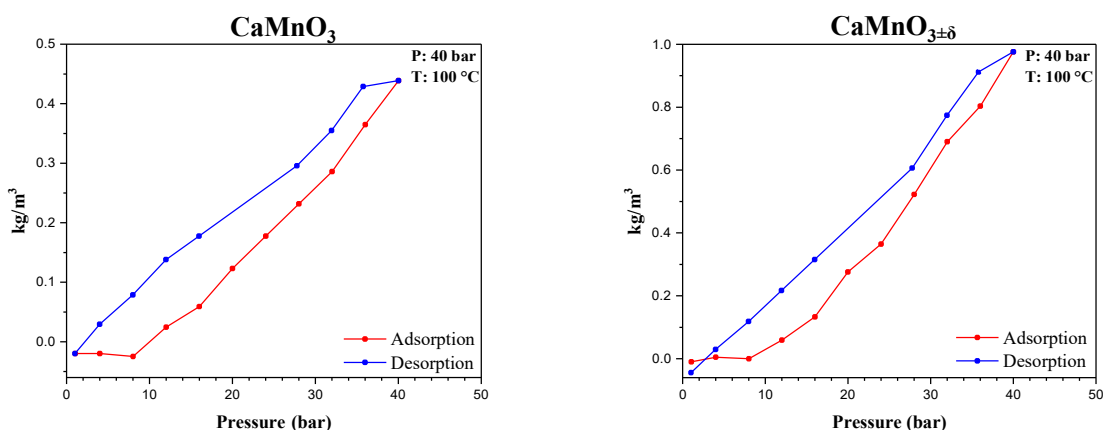 CaMnO₃
P: 40 bar
T: 100 °C
kg/m³
0.5
0.4
0.3
0.2
0.1
0.0
0
10
20
30
40
50
Adsorption
Desorption
Pressure (bar)
CaMnO₃±δ
P: 40 bar
T: 100 °C
kg/m³
1.0
0.8
0.6
0.4
0.2
0.0
0
10
20
30
40
50
Adsorption
Desorption
Pressure (bar)